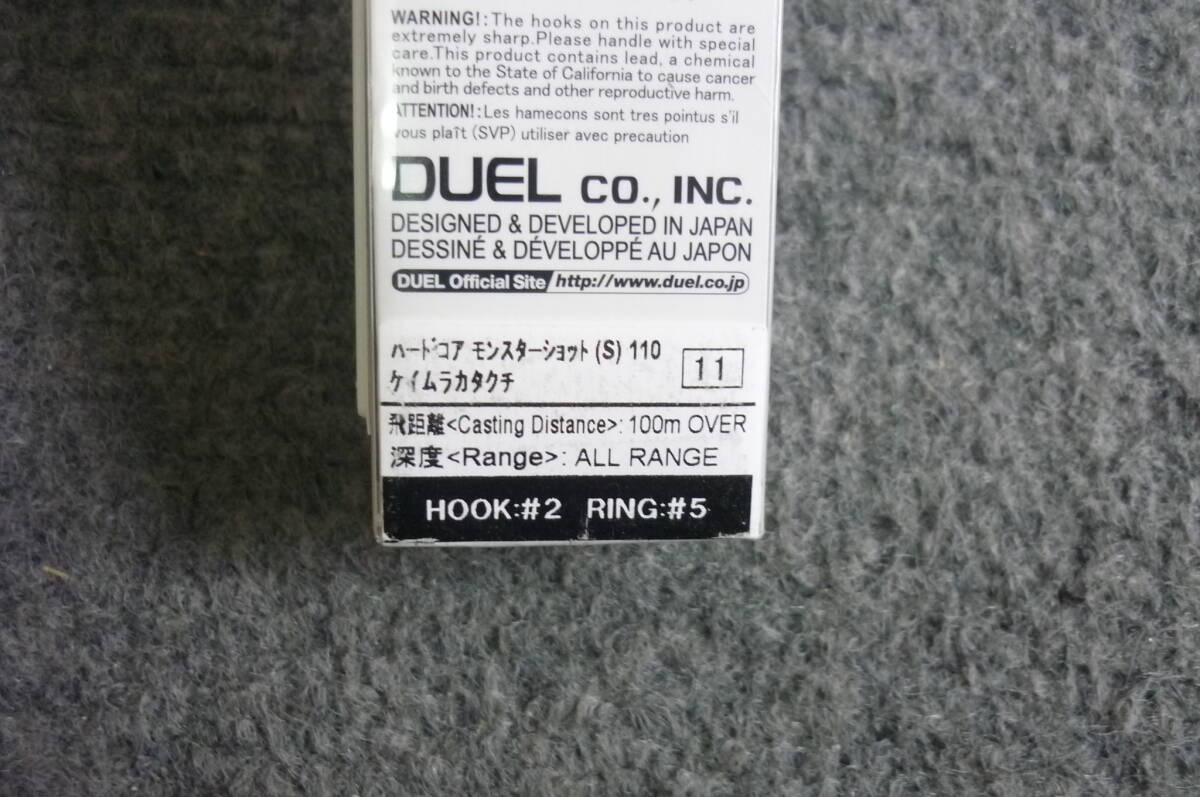 WARNING!:The hooks on this product are
extremely sharp.Please handle with special
care.This product contains lead, a chemical
known to the State of California to cause cancer
and birth defects and other reproductive harm.
ATTENTION!:Les hamecons sont tres pointus s'il
vous plaît (SVP) utiliser avec precaution
DUEL CO., INC.
DESIGNED & DEVELOPED IN JAPAN
DESSINÉ & DÉVELOPPÉ AU JAPON
DUEL Official Site http://www.duel.co.jp
ハードコア モンスターショット (S) 110
ケイムラカタクチ
11
飛距離<Casting Distance>: 100m OVER
深度<Range>: ALL RANGE
HOOK:#2 RING:#5